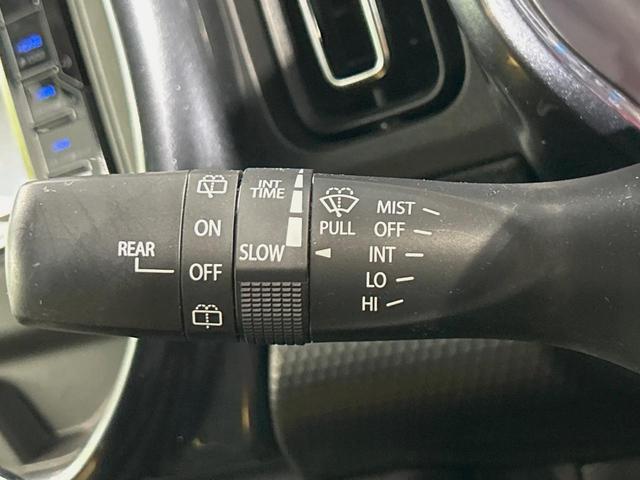 REAR
ON
OFF
INT
TIME
SLOW
PULL
MIST
OFF
INT
LO
HI